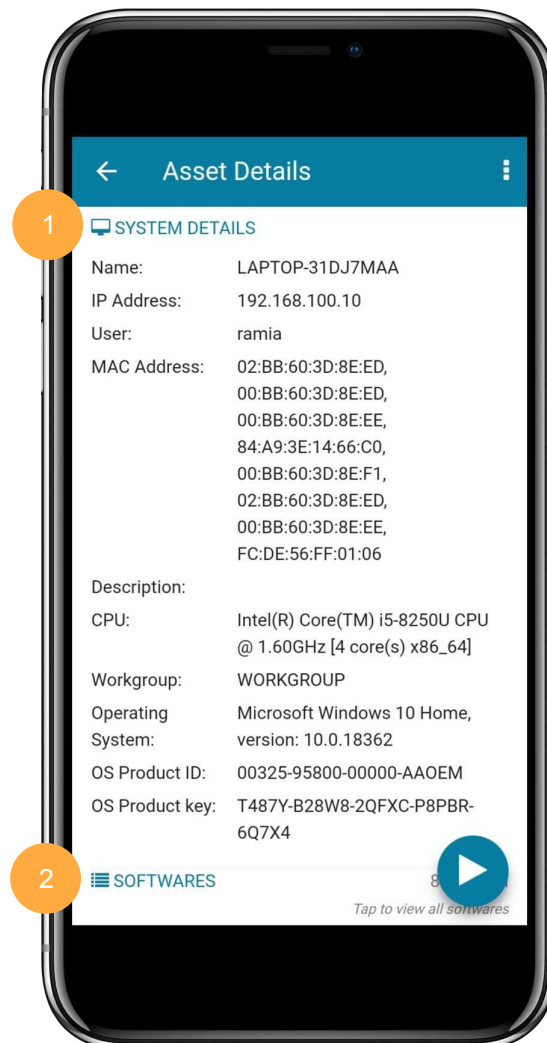 Asset Details
1
SYSTEM DETAILS
Name: LAPTOP-31DJ7MAA
IP Address: 192.168.100.10
User: ramia
MAC Address: 02:BB:60:3D:8E:ED,
00:BB:60:3D:8E:ED,
00:BB:60:3D:8E:EE,
84:A9:3E:14:66:C0,
00:BB:60:3D:8E:F1,
02:BB:60:3D:8E:ED,
00:BB:60:3D:8E:EE,
FC:DE:56:FF:01:06
Description:
CPU: Intel(R) Core(TM) i5-8250U CPU
@ 1.60GHz [4 core(s) x86_64]
Workgroup: WORKGROUP
Operating Microsoft Windows 10 Home,
System: version: 10.0.18362
OS Product ID: 00325-95800-00000-AAOEM
OS Product key: T487Y-B28W8-2QFXC-P8PBR-
6Q7X4
2
SOFTWARES
Tap to view all softwares